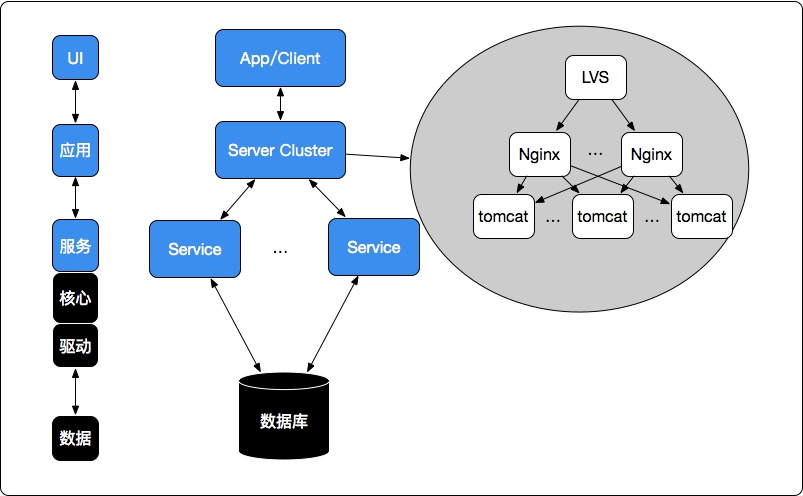 UI
应用
服务
核心
驱动
数据
App/Client
Server Cluster
Service
...
Service
数据库
LVS
Nginx
...
Nginx
tomcat
...
tomcat
...
tomcat